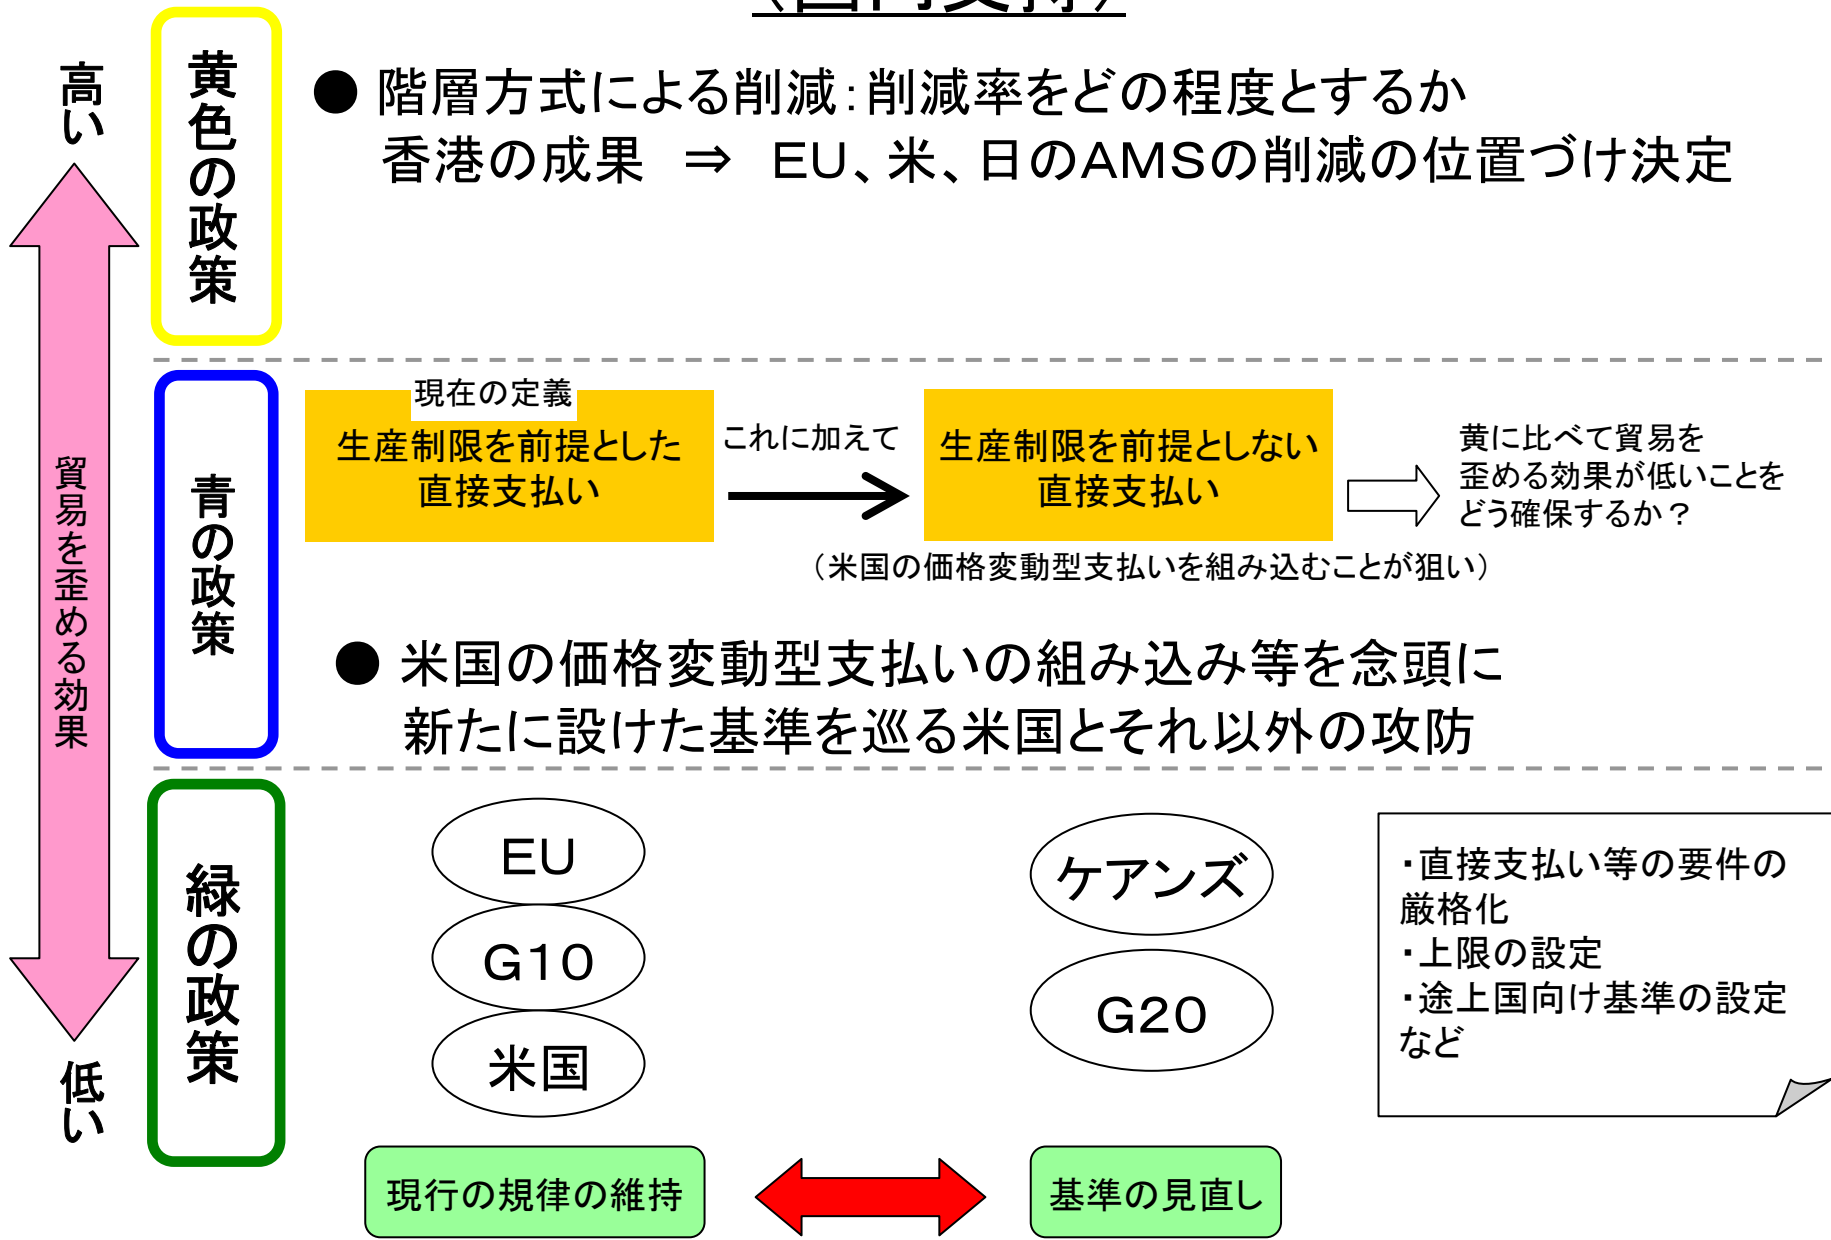 （国内支持）
高い
黄色の政策
● 階層方式による削減：削減率をどの程度とするか
香港の成果　⇒　ＥＵ、米、日のＡＭＳの削減の位置づけ決定
貿易を歪める効果
青の政策
現在の定義
生産制限を前提とした
直接支払い
これに加えて
生産制限を前提としない
直接支払い
黄に比べて貿易を
歪める効果が低いことを
どう確保するか？
（米国の価格変動型支払いを組み込むことが狙い）
● 米国の価格変動型支払いの組み込み等を念頭に
新たに設けた基準を巡る米国とそれ以外の攻防
低い
緑の政策
ＥＵ
Ｇ１０
米国
ケアンズ
Ｇ２０
・直接支払い等の要件の
厳格化
・上限の設定
・途上国向け基準の設定
など
現行の規律の維持
基準の見直し